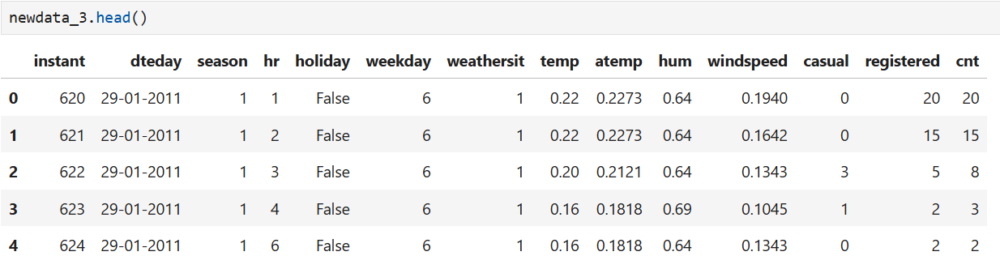 newdata_3.head()
instant dteday season hr holiday weekday weathersit temp atemp hum windspeed casual registered cnt
0 620 29-01-2011 1 1 False 6 1 0.22 0.2273 0.64 0.1940 0 20 20
1 621 29-01-2011 1 2 False 6 1 0.22 0.2273 0.64 0.1642 0 15 15
2 622 29-01-2011 1 3 False 6 1 0.20 0.2121 0.64 0.1343 3 5 8
3 623 29-01-2011 1 4 False 6 1 0.16 0.1818 0.69 0.1045 1 2 3
4 624 29-01-2011 1 6 False 6 1 0.16 0.1818 0.64 0.1343 0 2 2